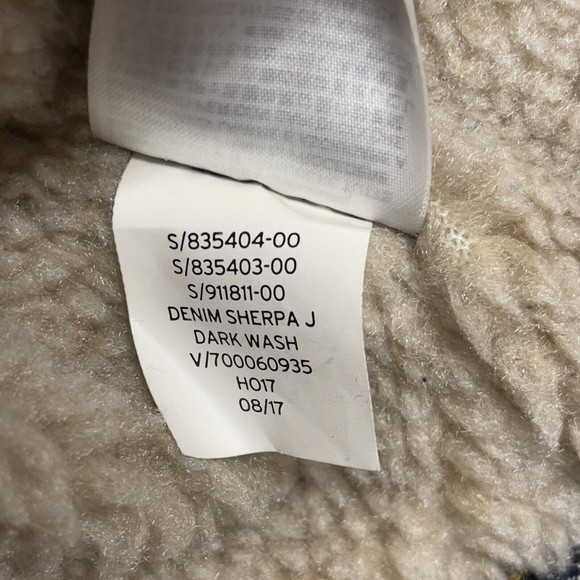 S/835404-00
S/835403-00
S/911811-00
DENIM SHERPA J
DARK WASH
V/700060935
HO17
08/17